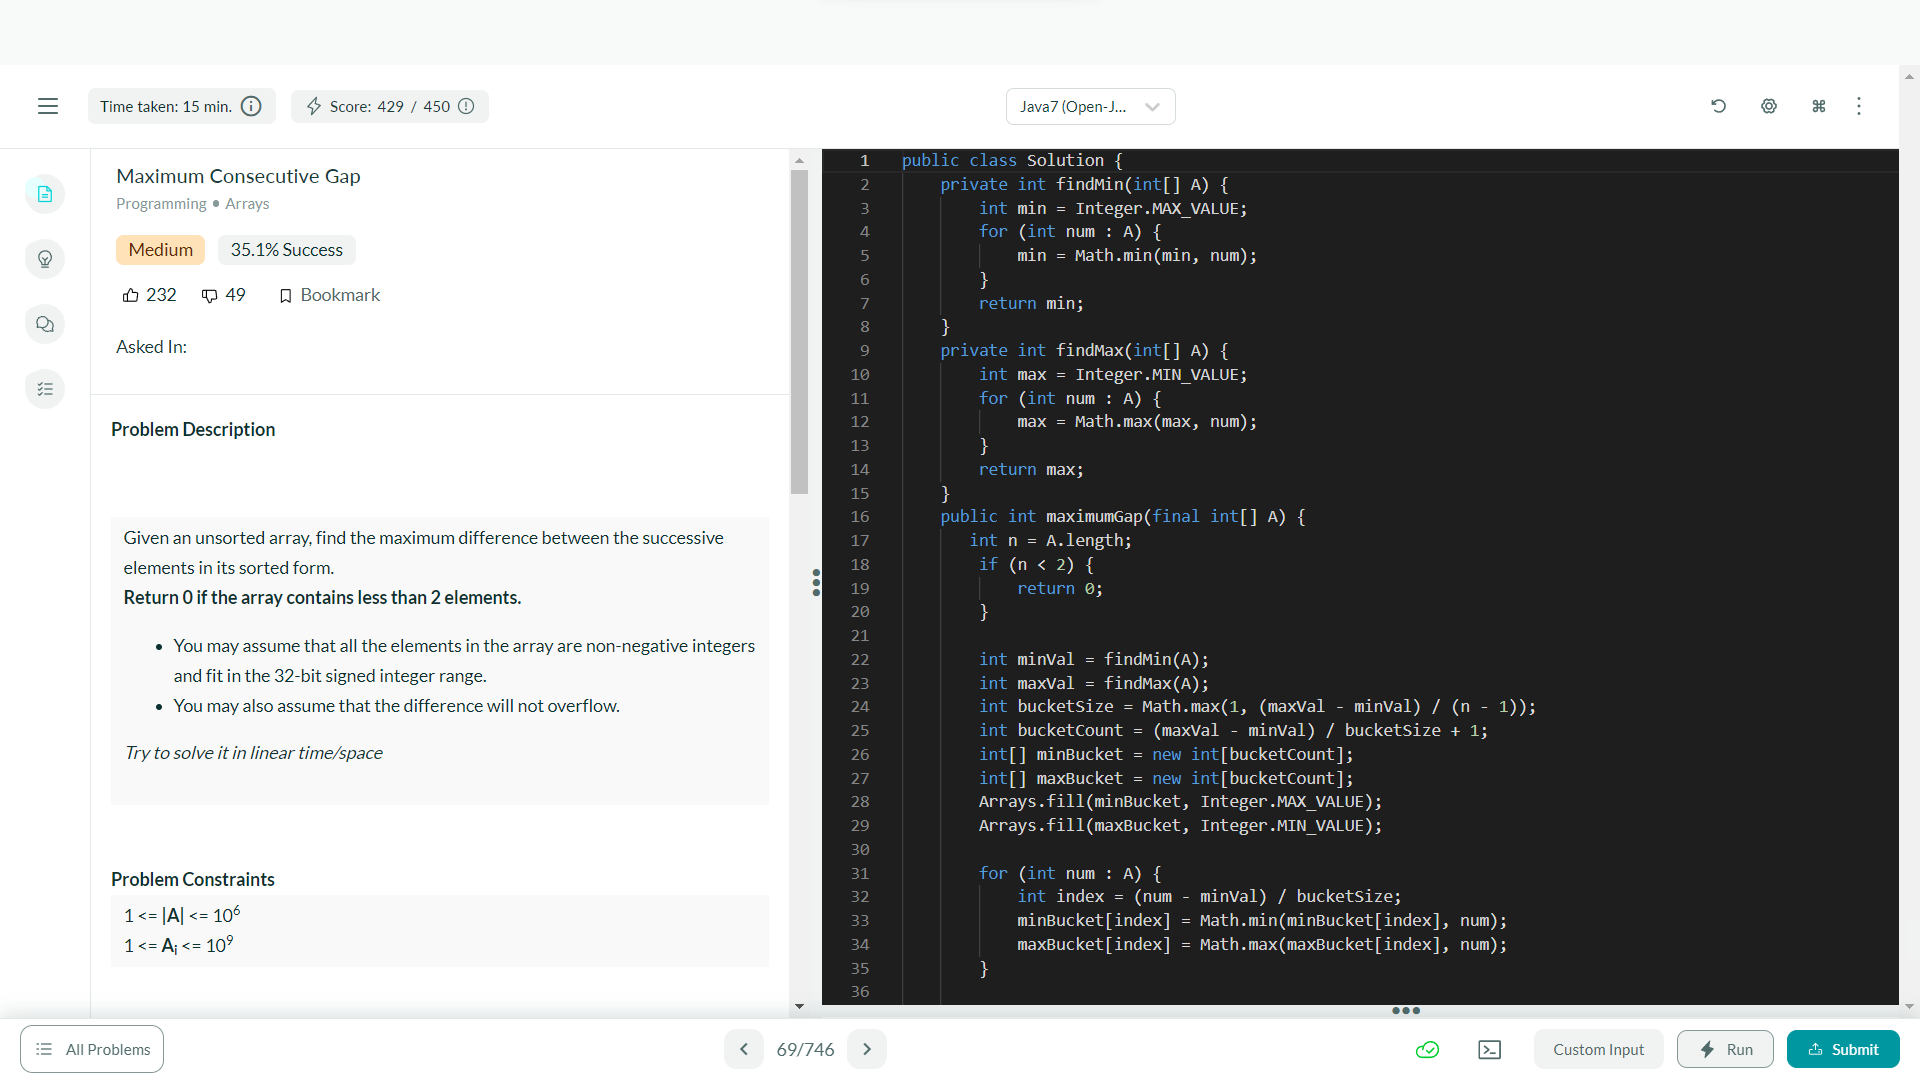 Time taken: 15 min.
Score: 429 / 450
Java7 (Open-J...
Maximum Consecutive Gap
Programming • Arrays
Medium 35.1% Success
232 49 Bookmark
Asked In:
Problem Description
Given an unsorted array, find the maximum difference between the successive
elements in its sorted form.
Return 0 if the array contains less than 2 elements.
• You may assume that all the elements in the array are non-negative integers
and fit in the 32-bit signed integer range.
• You may also assume that the difference will not overflow.
Try to solve it in linear time/space
Problem Constraints
1 <= |A| <= 10⁶
1 <= Aᵢ <= 10⁹
1 public class Solution {
2     private int findMin(int[] A) {
3         int min = Integer.MAX_VALUE;
4         for (int num : A) {
5             min = Math.min(min, num);
6         }
7         return min;
8     }
9     private int findMax(int[] A) {
10         int max = Integer.MIN_VALUE;
11         for (int num : A) {
12             max = Math.max(max, num);
13         }
14         return max;
15     }
16     public int maximumGap(final int[] A) {
17        int n = A.length;
18         if (n < 2) {
19             return 0;
20         }
21
22         int minVal = findMin(A);
23         int maxVal = findMax(A);
24         int bucketSize = Math.max(1, (maxVal - minVal) / (n - 1));
25         int bucketCount = (maxVal - minVal) / bucketSize + 1;
26         int[] minBucket = new int[bucketCount];
27         int[] maxBucket = new int[bucketCount];
28         Arrays.fill(minBucket, Integer.MAX_VALUE);
29         Arrays.fill(maxBucket, Integer.MIN_VALUE);
30
31         for (int num : A) {
32             int index = (num - minVal) / bucketSize;
33             minBucket[index] = Math.min(minBucket[index], num);
34             maxBucket[index] = Math.max(maxBucket[index], num);
35         }
36
All Problems
69/746
Custom Input
Run
Submit